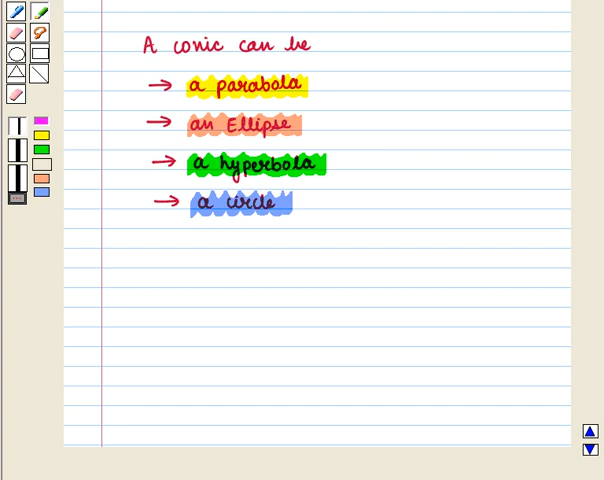 A conic can be
→ a parabola
→ an Ellipse
→ a hyperbola
→ a circle